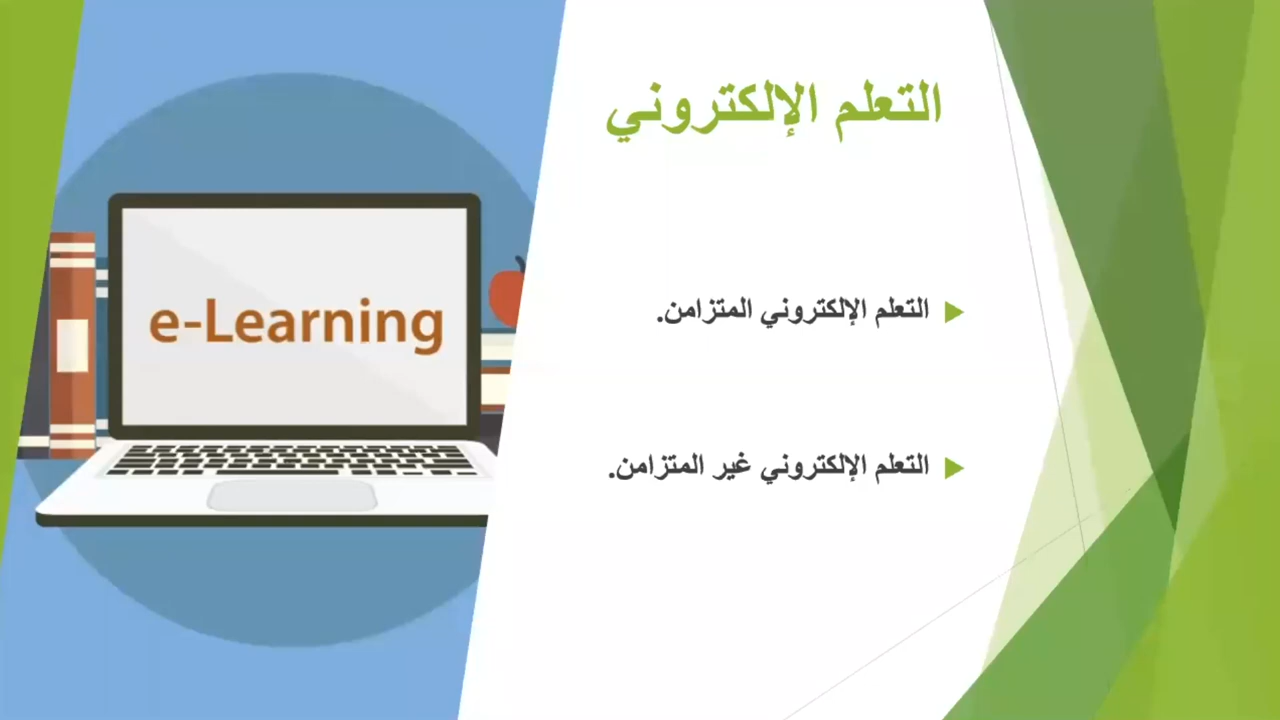 التعلم الإلكتروني
التعلم الإلكتروني المتزامن.
التعلم الإلكتروني غير المتزامن.
e-Learning